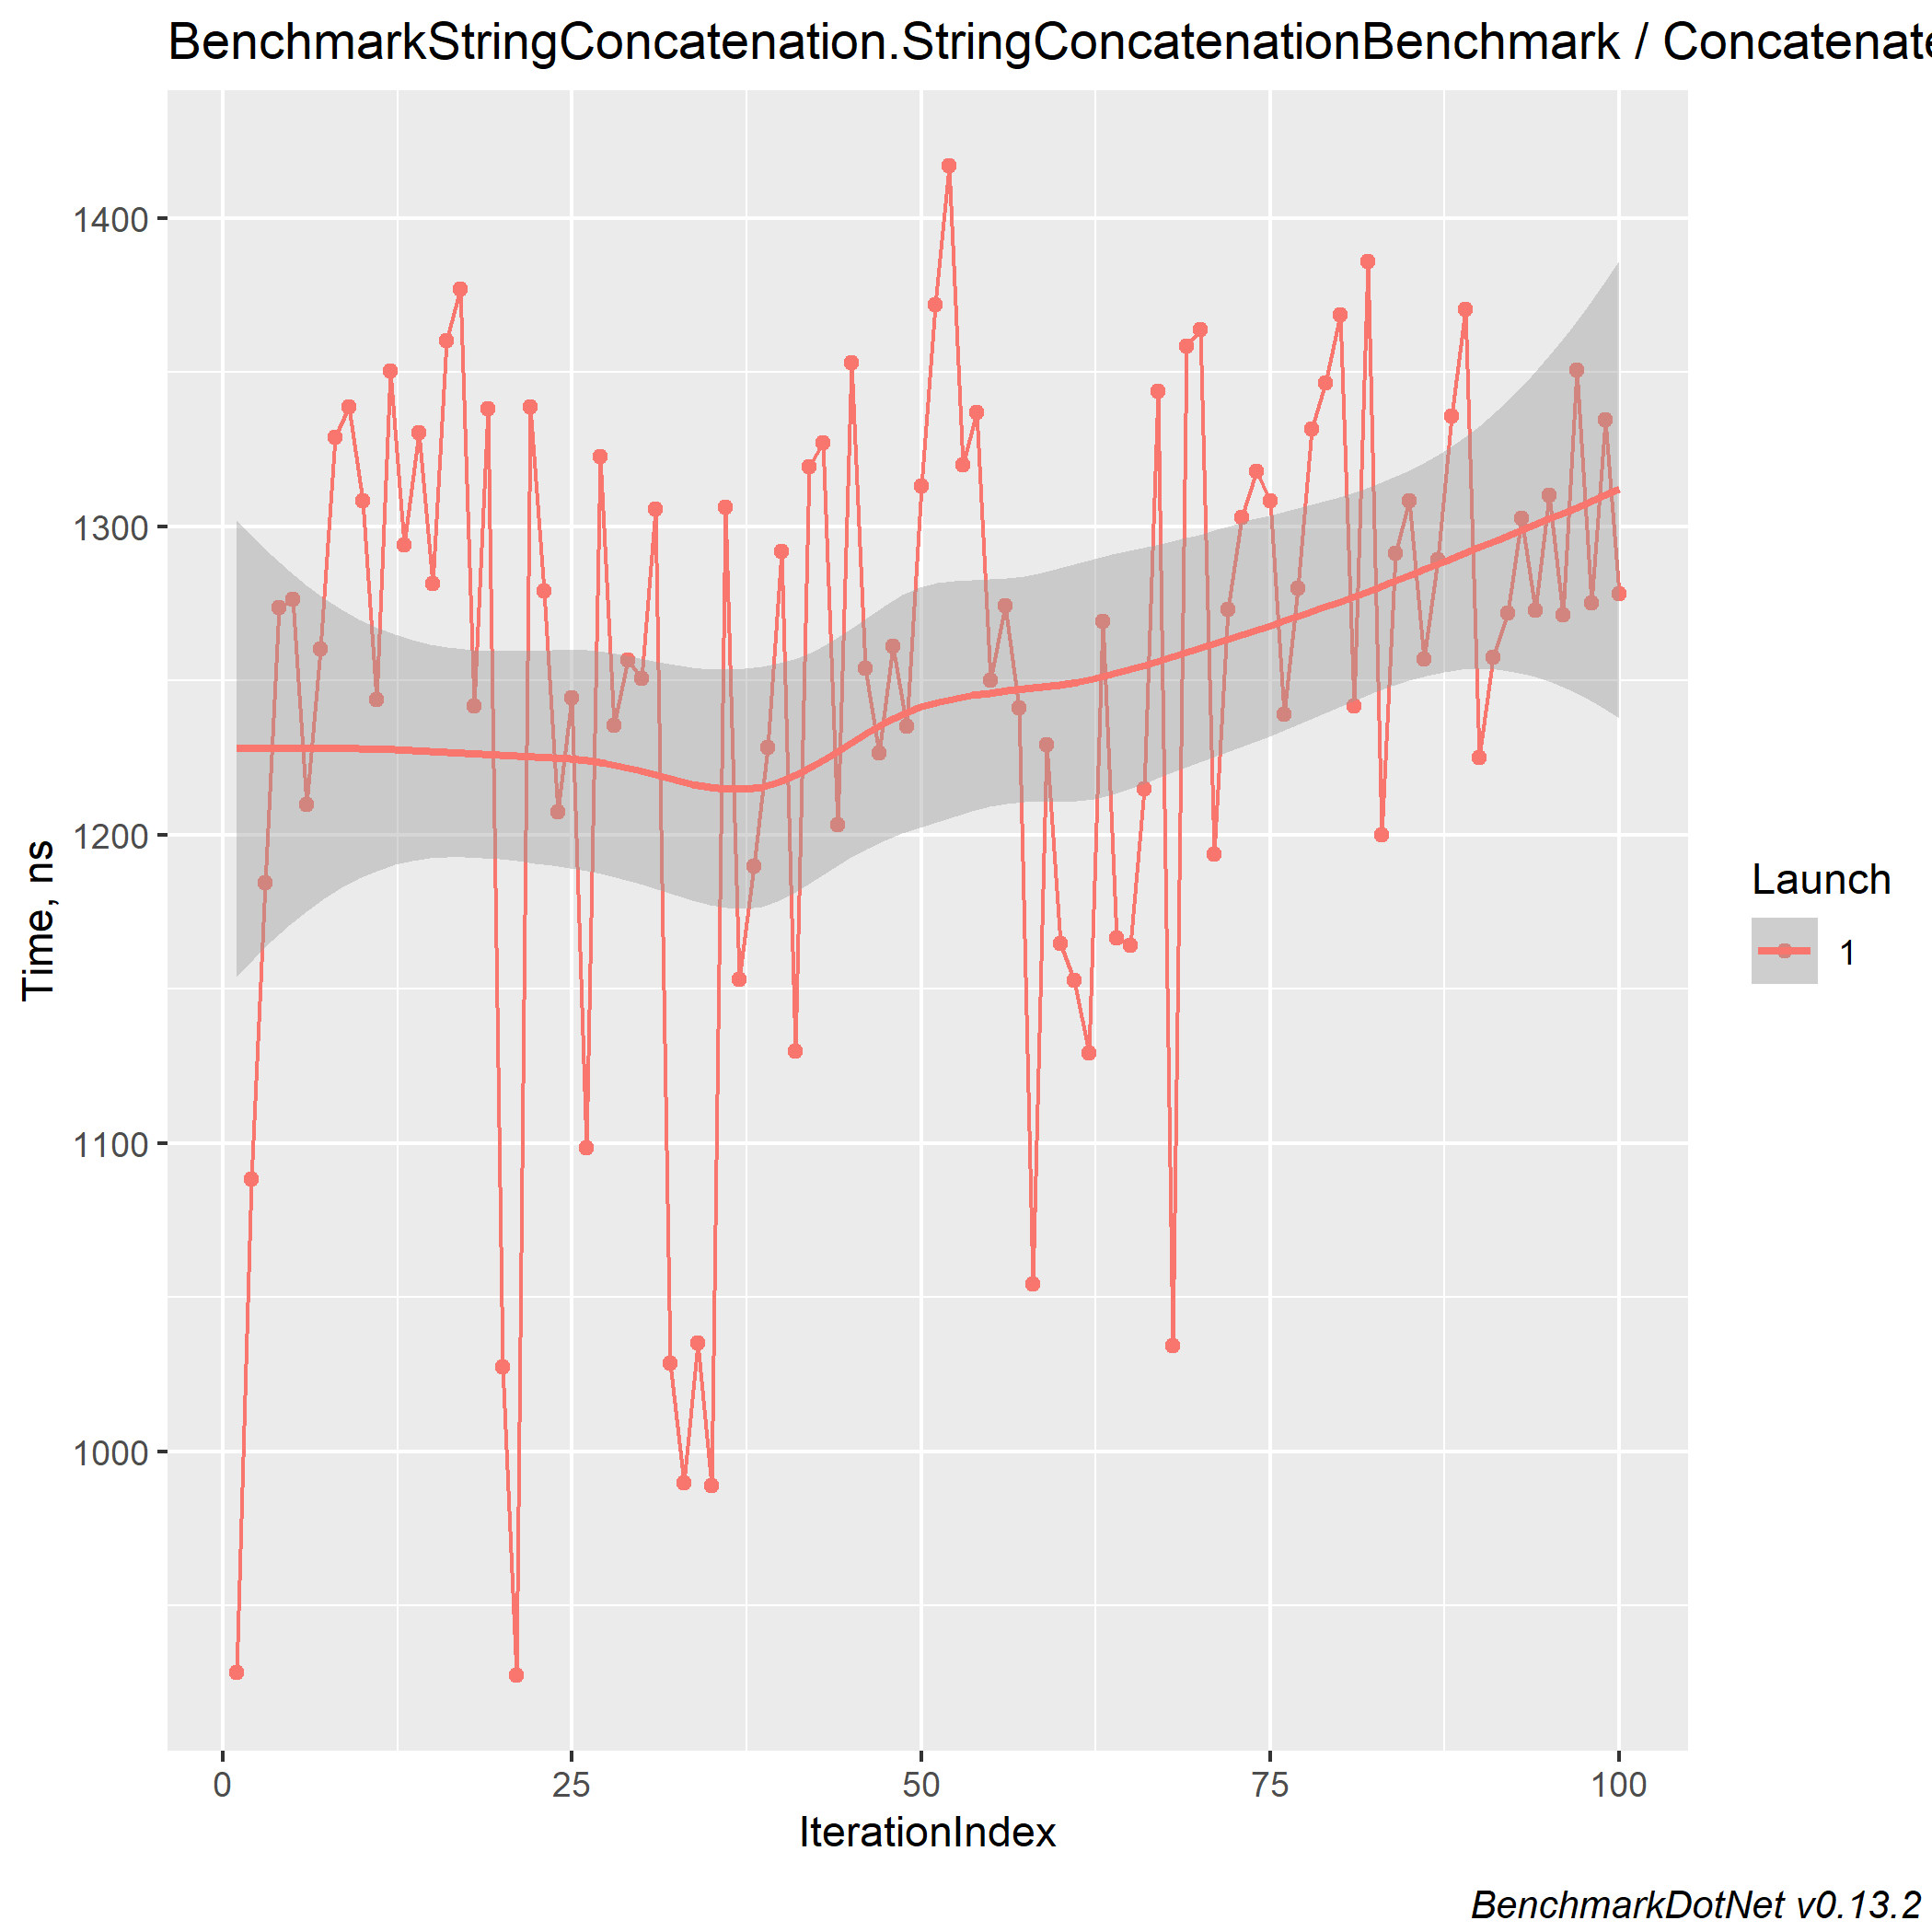 BenchmarkStringConcatenation.StringConcatenationBenchmark / Concatenate
1400
1300
1200
1100
1000
Time, ns
0 25 50 75 100
IterationIndex
Launch
1
BenchmarkDotNet v0.13.2